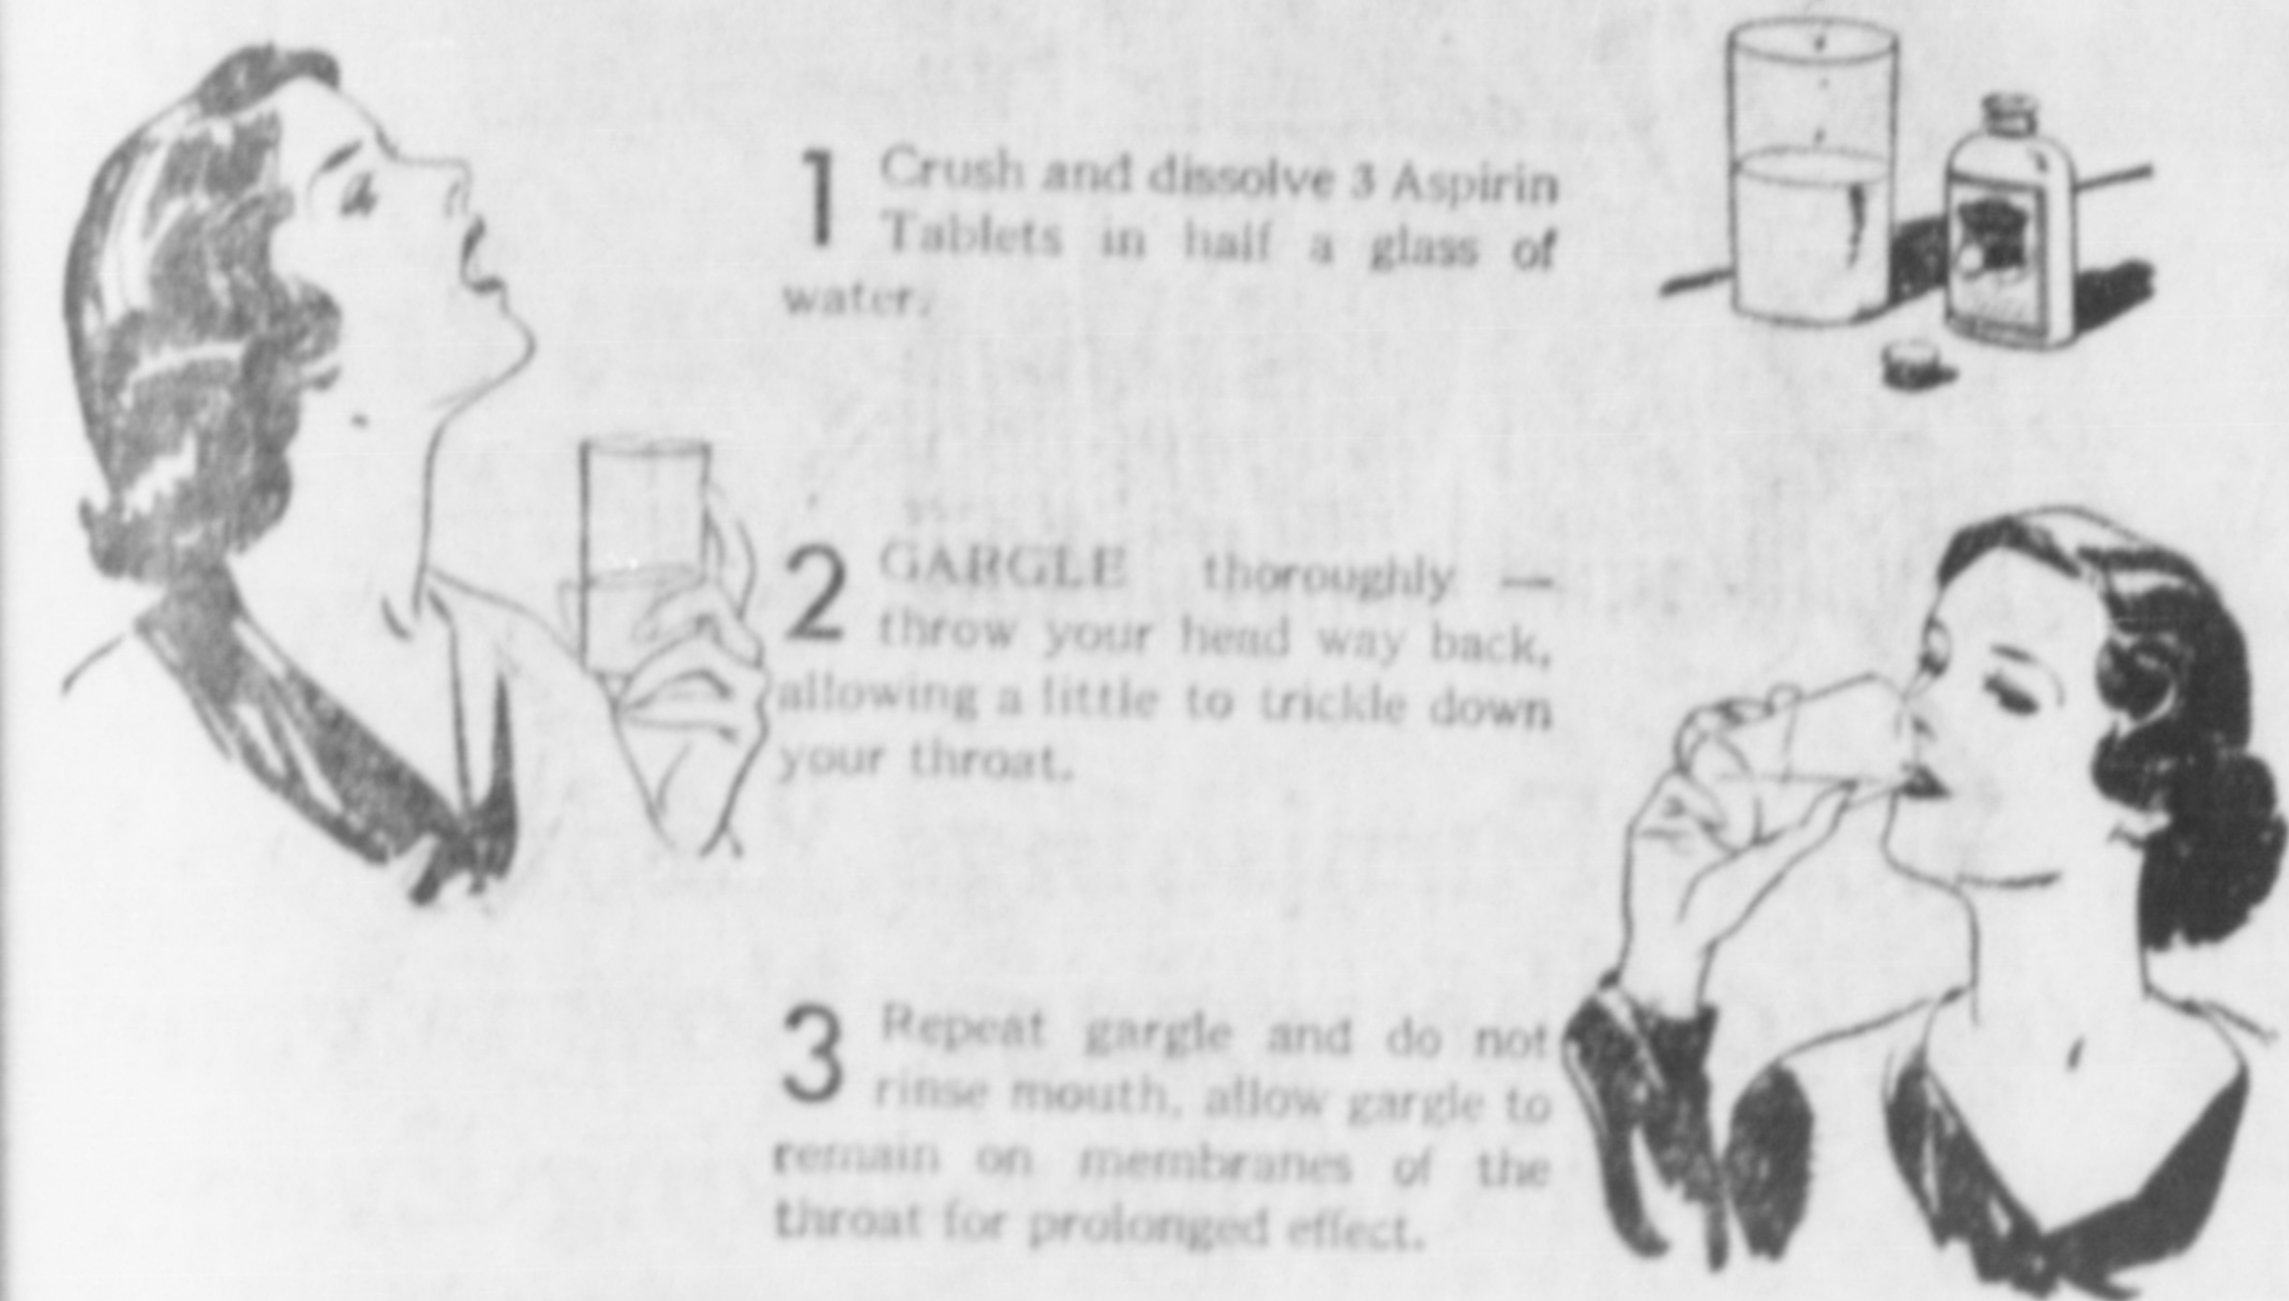 1 Crush and dissolve 3 Aspirin
Tablets in half a glass of
water.
2 GARGLE thoroughly —
throw your head way back,
allowing a little to trickle down
your throat.
3 Repeat gargle and do not
rinse mouth, allow gargle to
remain on membranes of the
throat for prolonged effect.